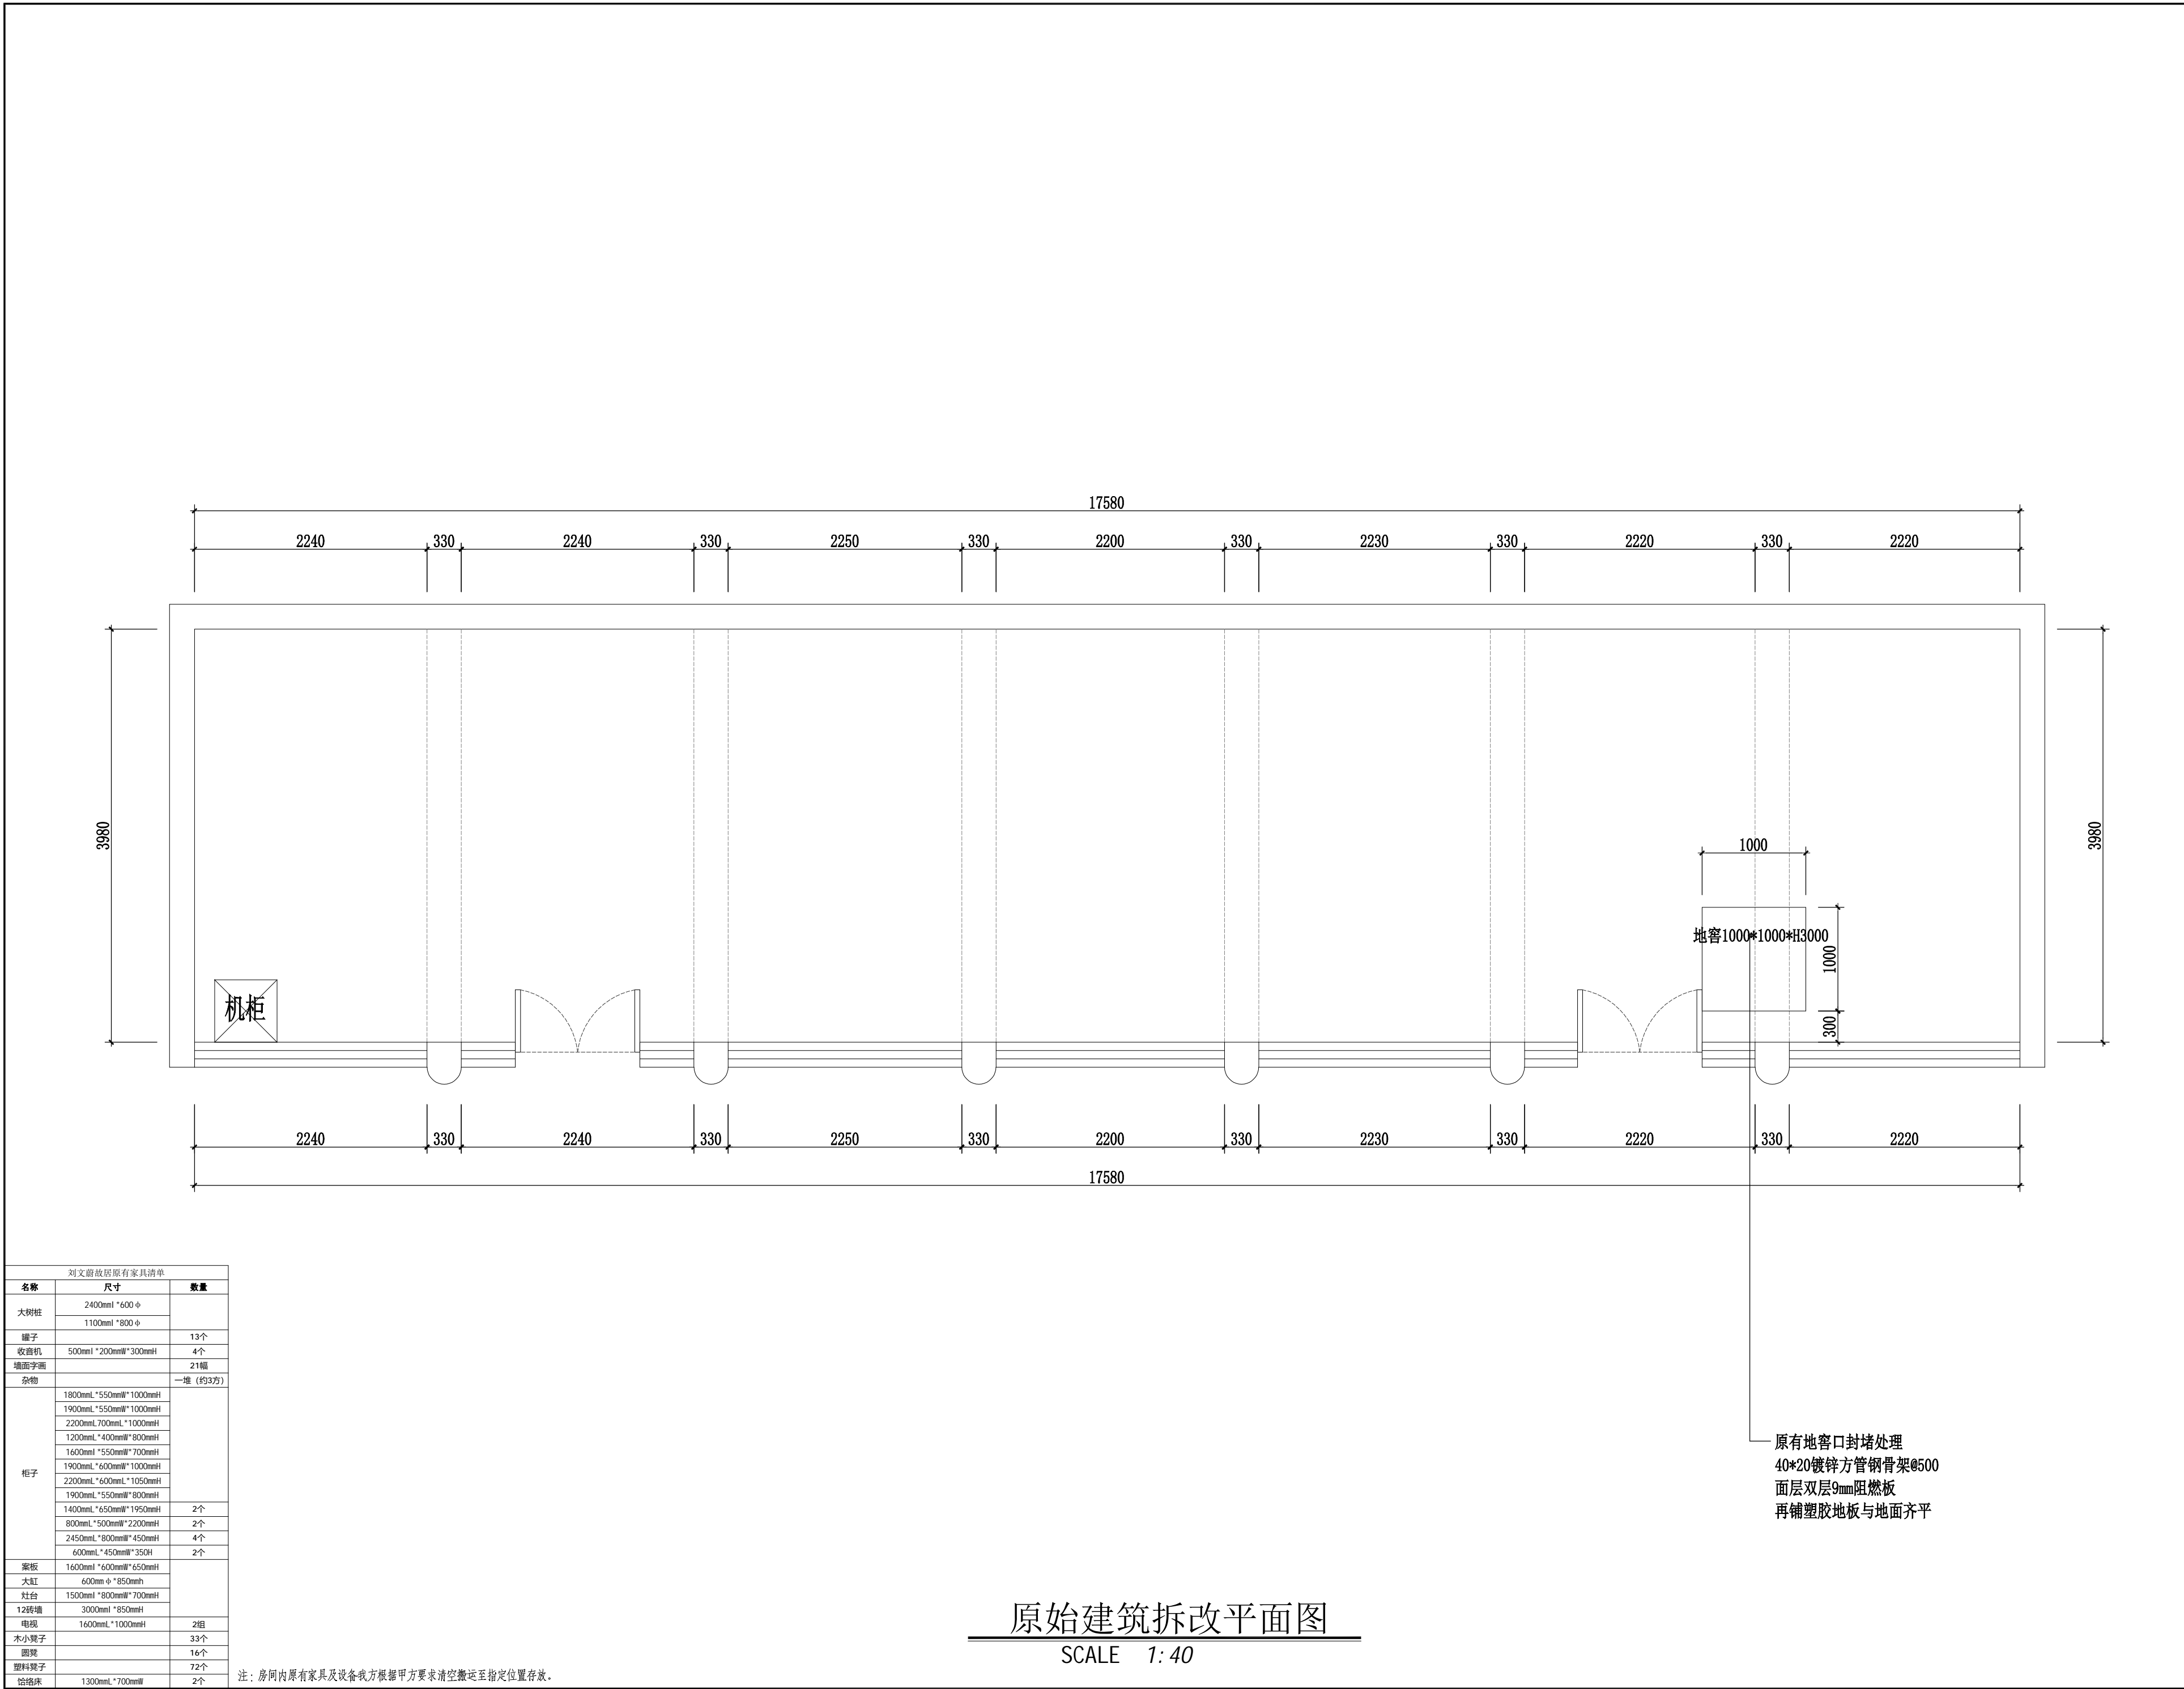 17580
2240 330 2240 330 2250 330 2200 330 2230 330 2220 330 2220
3980
3980
1000
地窖1000*1000*H3000
1000
300
机柜
2240 330 2240 330 2250 330 2200 330 2230 330 2220 330 2220
17580
刘文蔚故居原有家具清单
名称 尺寸 数量
大树桩 2400mml*600φ
1100mml*800φ
罐子 13个
收音机 500mml*200mmW*300mmH 4个
墙面字画 21幅
杂物 一堆（约3方）
柜子 1800mmL*550mmW*1000mmH
1900mmL*550mmW*1000mmH
2200mmL700mmL*1000mmH
1200mmL*400mmW*800mmH
1600mml*550mmW*700mmH
1900mmL*600mmW*1000mmH
2200mmL*600mmL*1050mmH
1900mmL*550mmW*800mmH
1400mmL*650mmW*1950mmH 2个
800mmL*500mmW*2200mmH 2个
2450mmL*800mmW*450mmH 4个
600mmL*450mmW*350H 2个
案板 1600mml*600mmW*650mmH
大缸 600mmφ*850mmh
灶台 1500mml*800mmW*700mmH
12砖墙 3000mml*850mmH
电视 1600mmL*1000mmH 2组
木小凳子 33个
圆凳 16个
塑料凳子 72个
饸饹床 1300mmL*700mmW 2个
注：房间内原有家具及设备我方根据甲方要求清空搬运至指定位置存放。
原有地窖口封堵处理
40*20镀锌方管钢骨架@500
面层双层9mm阻燃板
再铺塑胶地板与地面齐平
原始建筑拆改平面图
SCALE 1:40